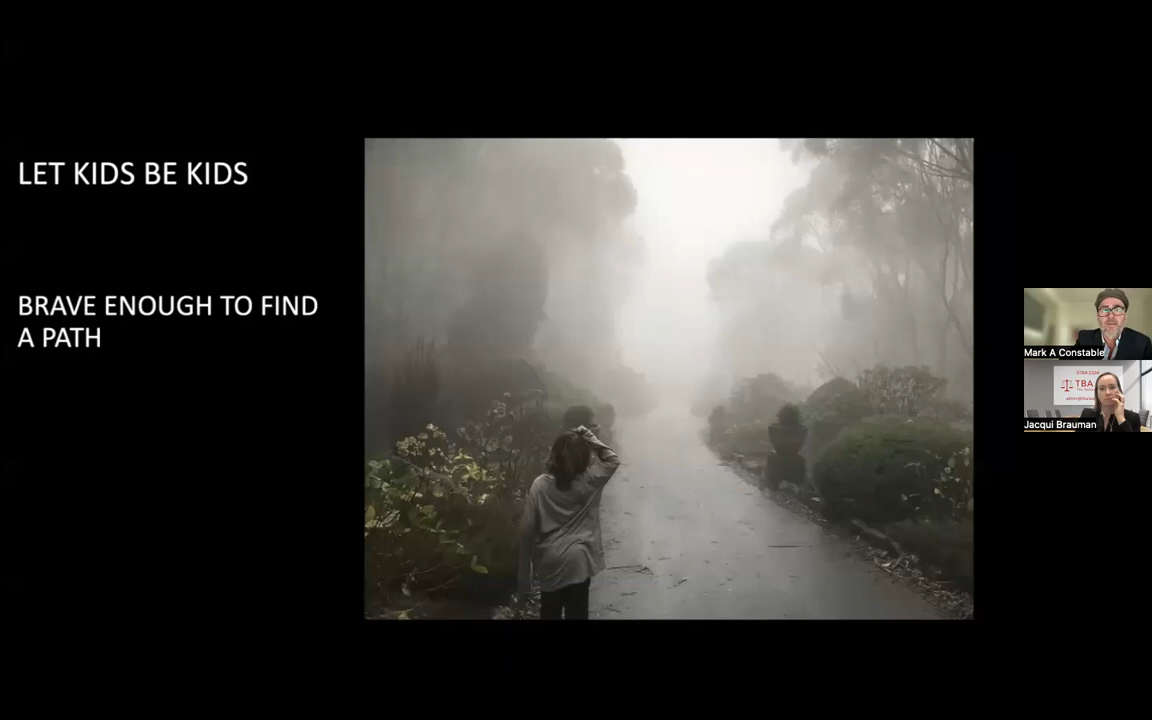 LET KIDS BE KIDS
BRAVE ENOUGH TO FIND
A PATH
Mark A Constable
TBA
Jacqui Brauman